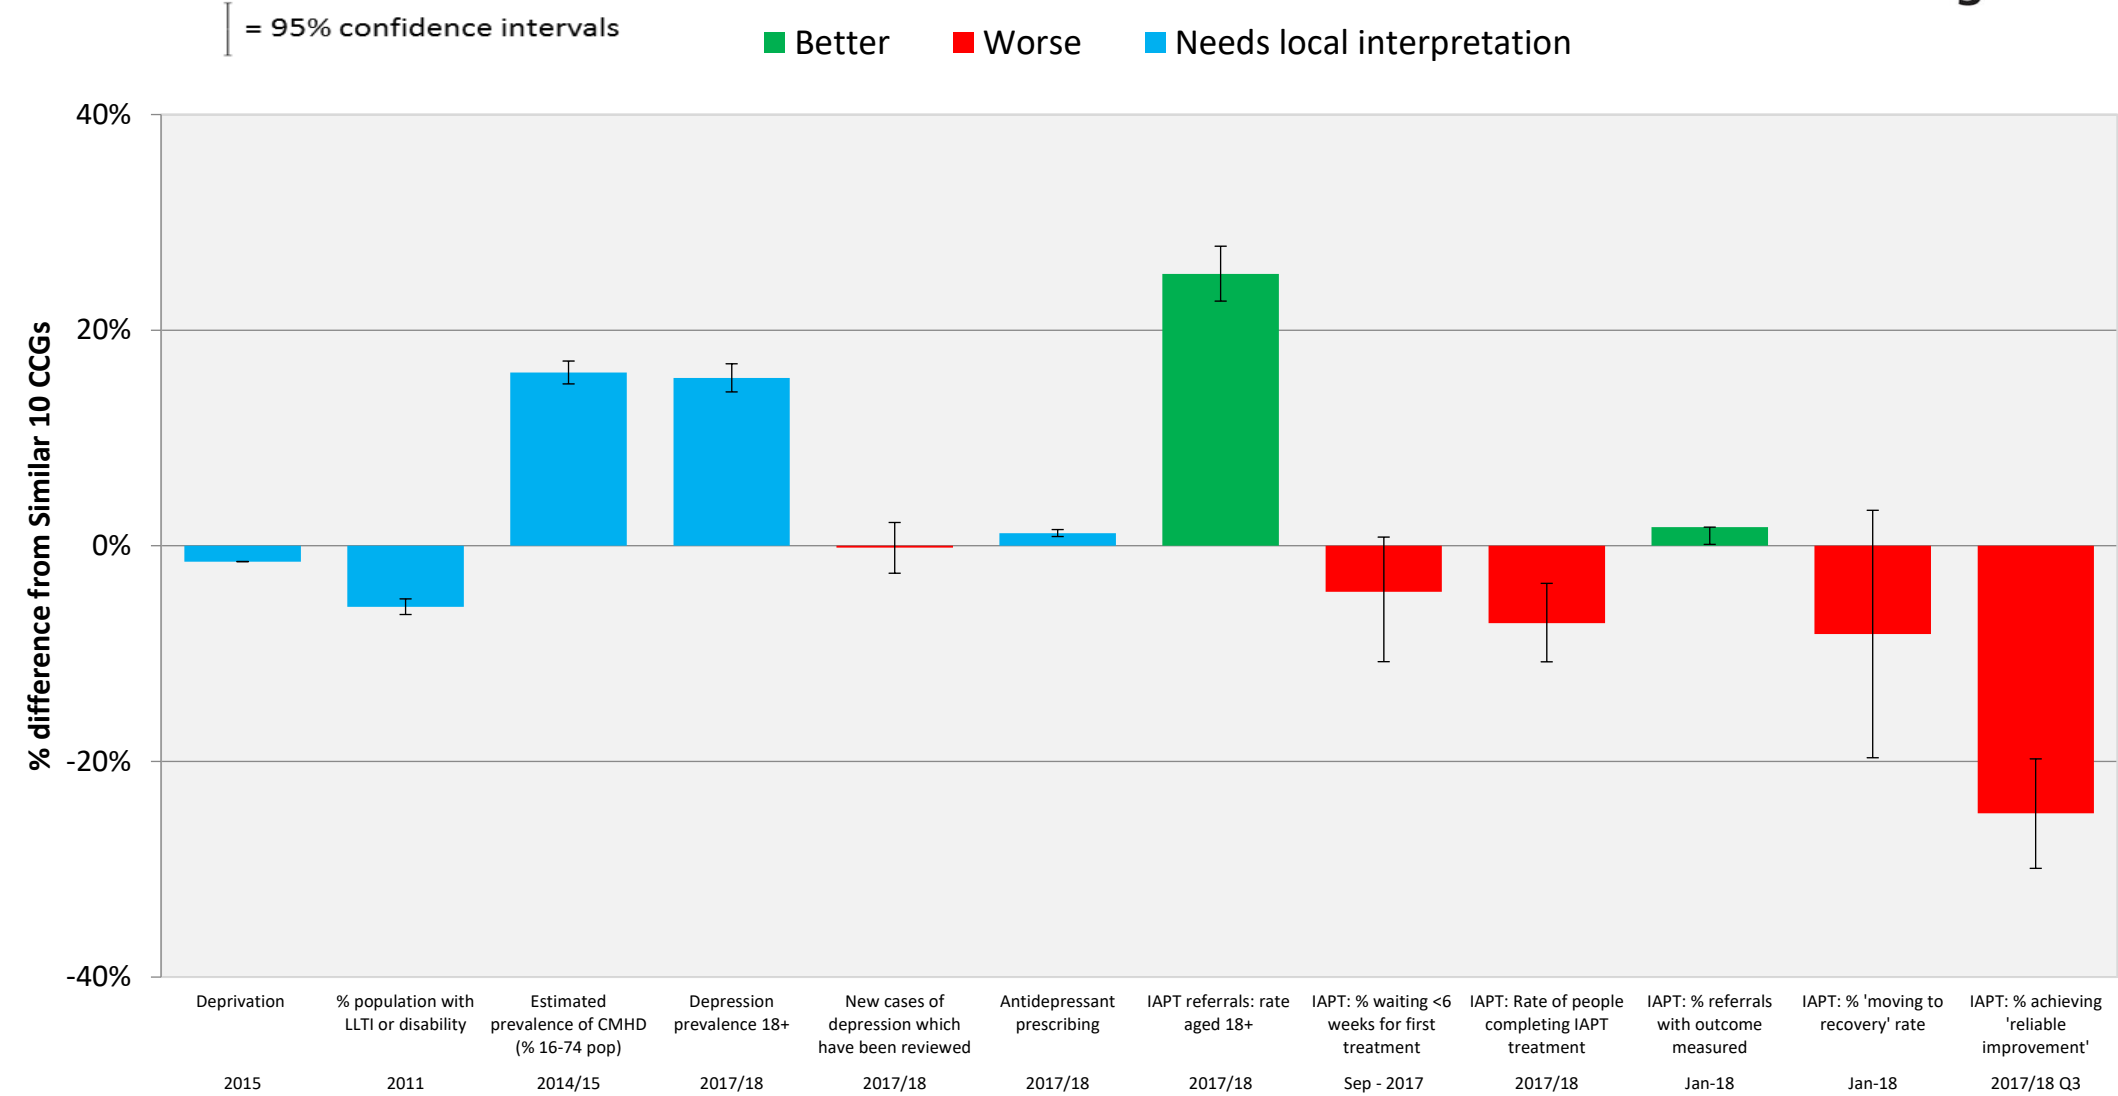 = 95% confidence intervals
Better
Worse
Needs local interpretation
40%
20%
0%
-20%
-40%
% difference from Similar 10 CCGs
Deprivation
2015
% population with
LLTI or disability
2011
Estimated
prevalence of CMHD
(% 16-74 pop)
2014/15
Depression
prevalence 18+
2017/18
New cases of
depression which
have been reviewed
2017/18
Antidepressant
prescribing
2017/18
IAPT referrals: rate
aged 18+
2017/18
IAPT: % waiting <6
weeks for first
treatment
Sep - 2017
IAPT: Rate of people
completing IAPT
treatment
2017/18
IAPT: % referrals
with outcome
measured
Jan-18
IAPT: % 'moving to
recovery' rate
Jan-18
IAPT: % achieving
'reliable
improvement'
2017/18 Q3